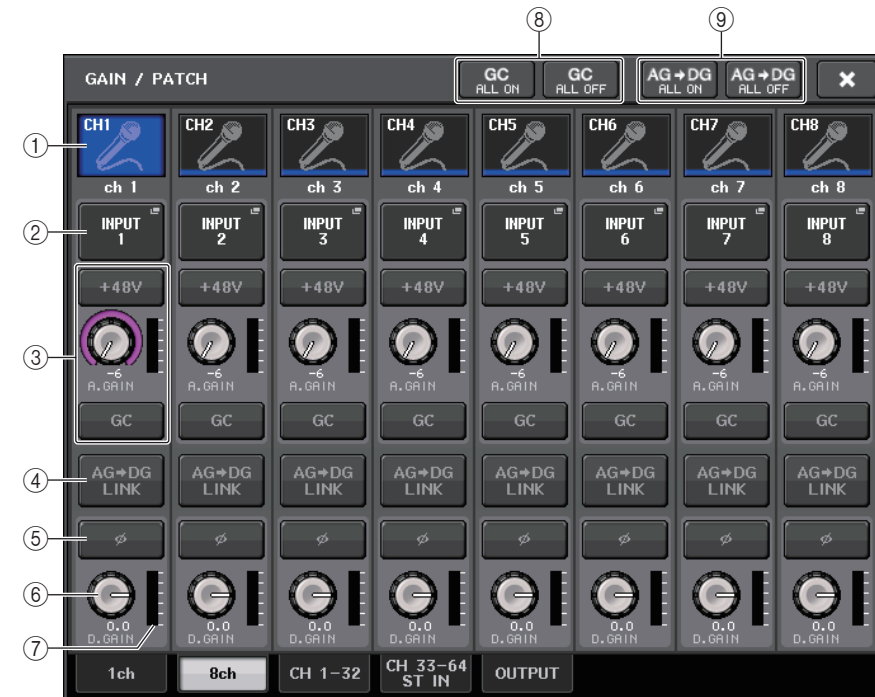 ⑧ ⑨
GAIN / PATCH GC ALL ON GC ALL OFF AG➔DG ALL ON AG➔DG ALL OFF ×
① CH1 CH2 CH3 CH4 CH5 CH6 CH7 CH8
ch 1 ch 2 ch 3 ch 4 ch 5 ch 6 ch 7 ch 8
② INPUT 1 INPUT 2 INPUT 3 INPUT 4 INPUT 5 INPUT 6 INPUT 7 INPUT 8
+48V +48V +48V +48V +48V +48V +48V +48V
③
-6 -6 -6 -6 -6 -6 -6 -6
A.GAIN A.GAIN A.GAIN A.GAIN A.GAIN A.GAIN A.GAIN A.GAIN
GC GC GC GC GC GC GC GC
④ AG➔DG LINK AG➔DG LINK AG➔DG LINK AG➔DG LINK AG➔DG LINK AG➔DG LINK AG➔DG LINK AG➔DG LINK
⑤ ø ø ø ø ø ø ø ø
⑥
0.0 0.0 0.0 0.0 0.0 0.0 0.0 0.0
⑦ D.GAIN D.GAIN D.GAIN D.GAIN D.GAIN D.GAIN D.GAIN D.GAIN
1ch 8ch CH 1-32 CH 33-64 ST IN OUTPUT